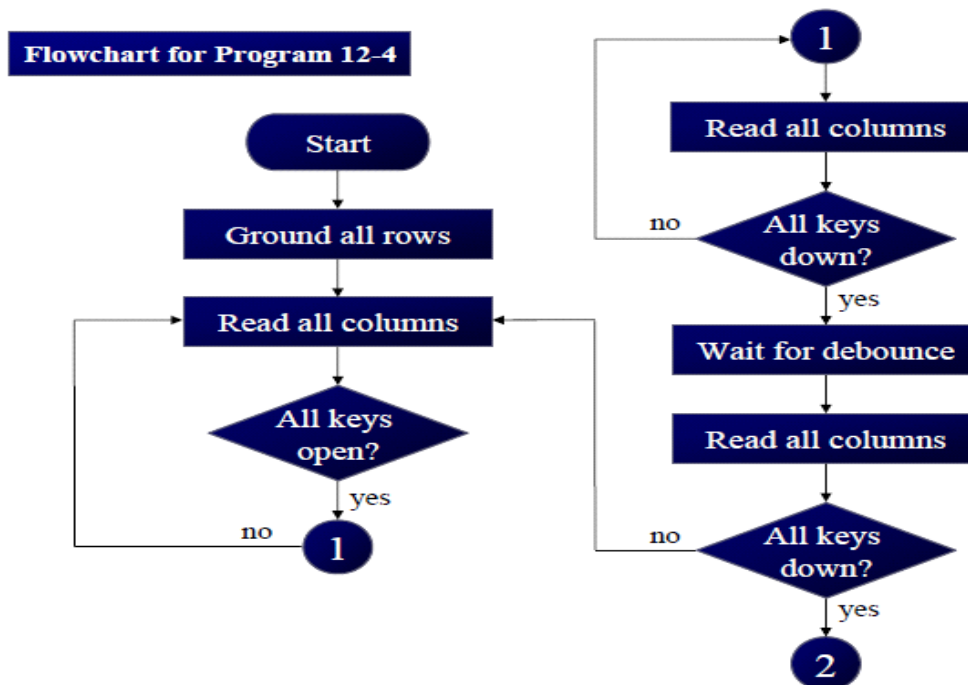 Flowchart for Program 12-4
Start
Ground all rows
Read all columns
All keys
open?
yes
no
1
1
Read all columns
All keys
down?
no
yes
Wait for debounce
Read all columns
All keys
down?
no
yes
2